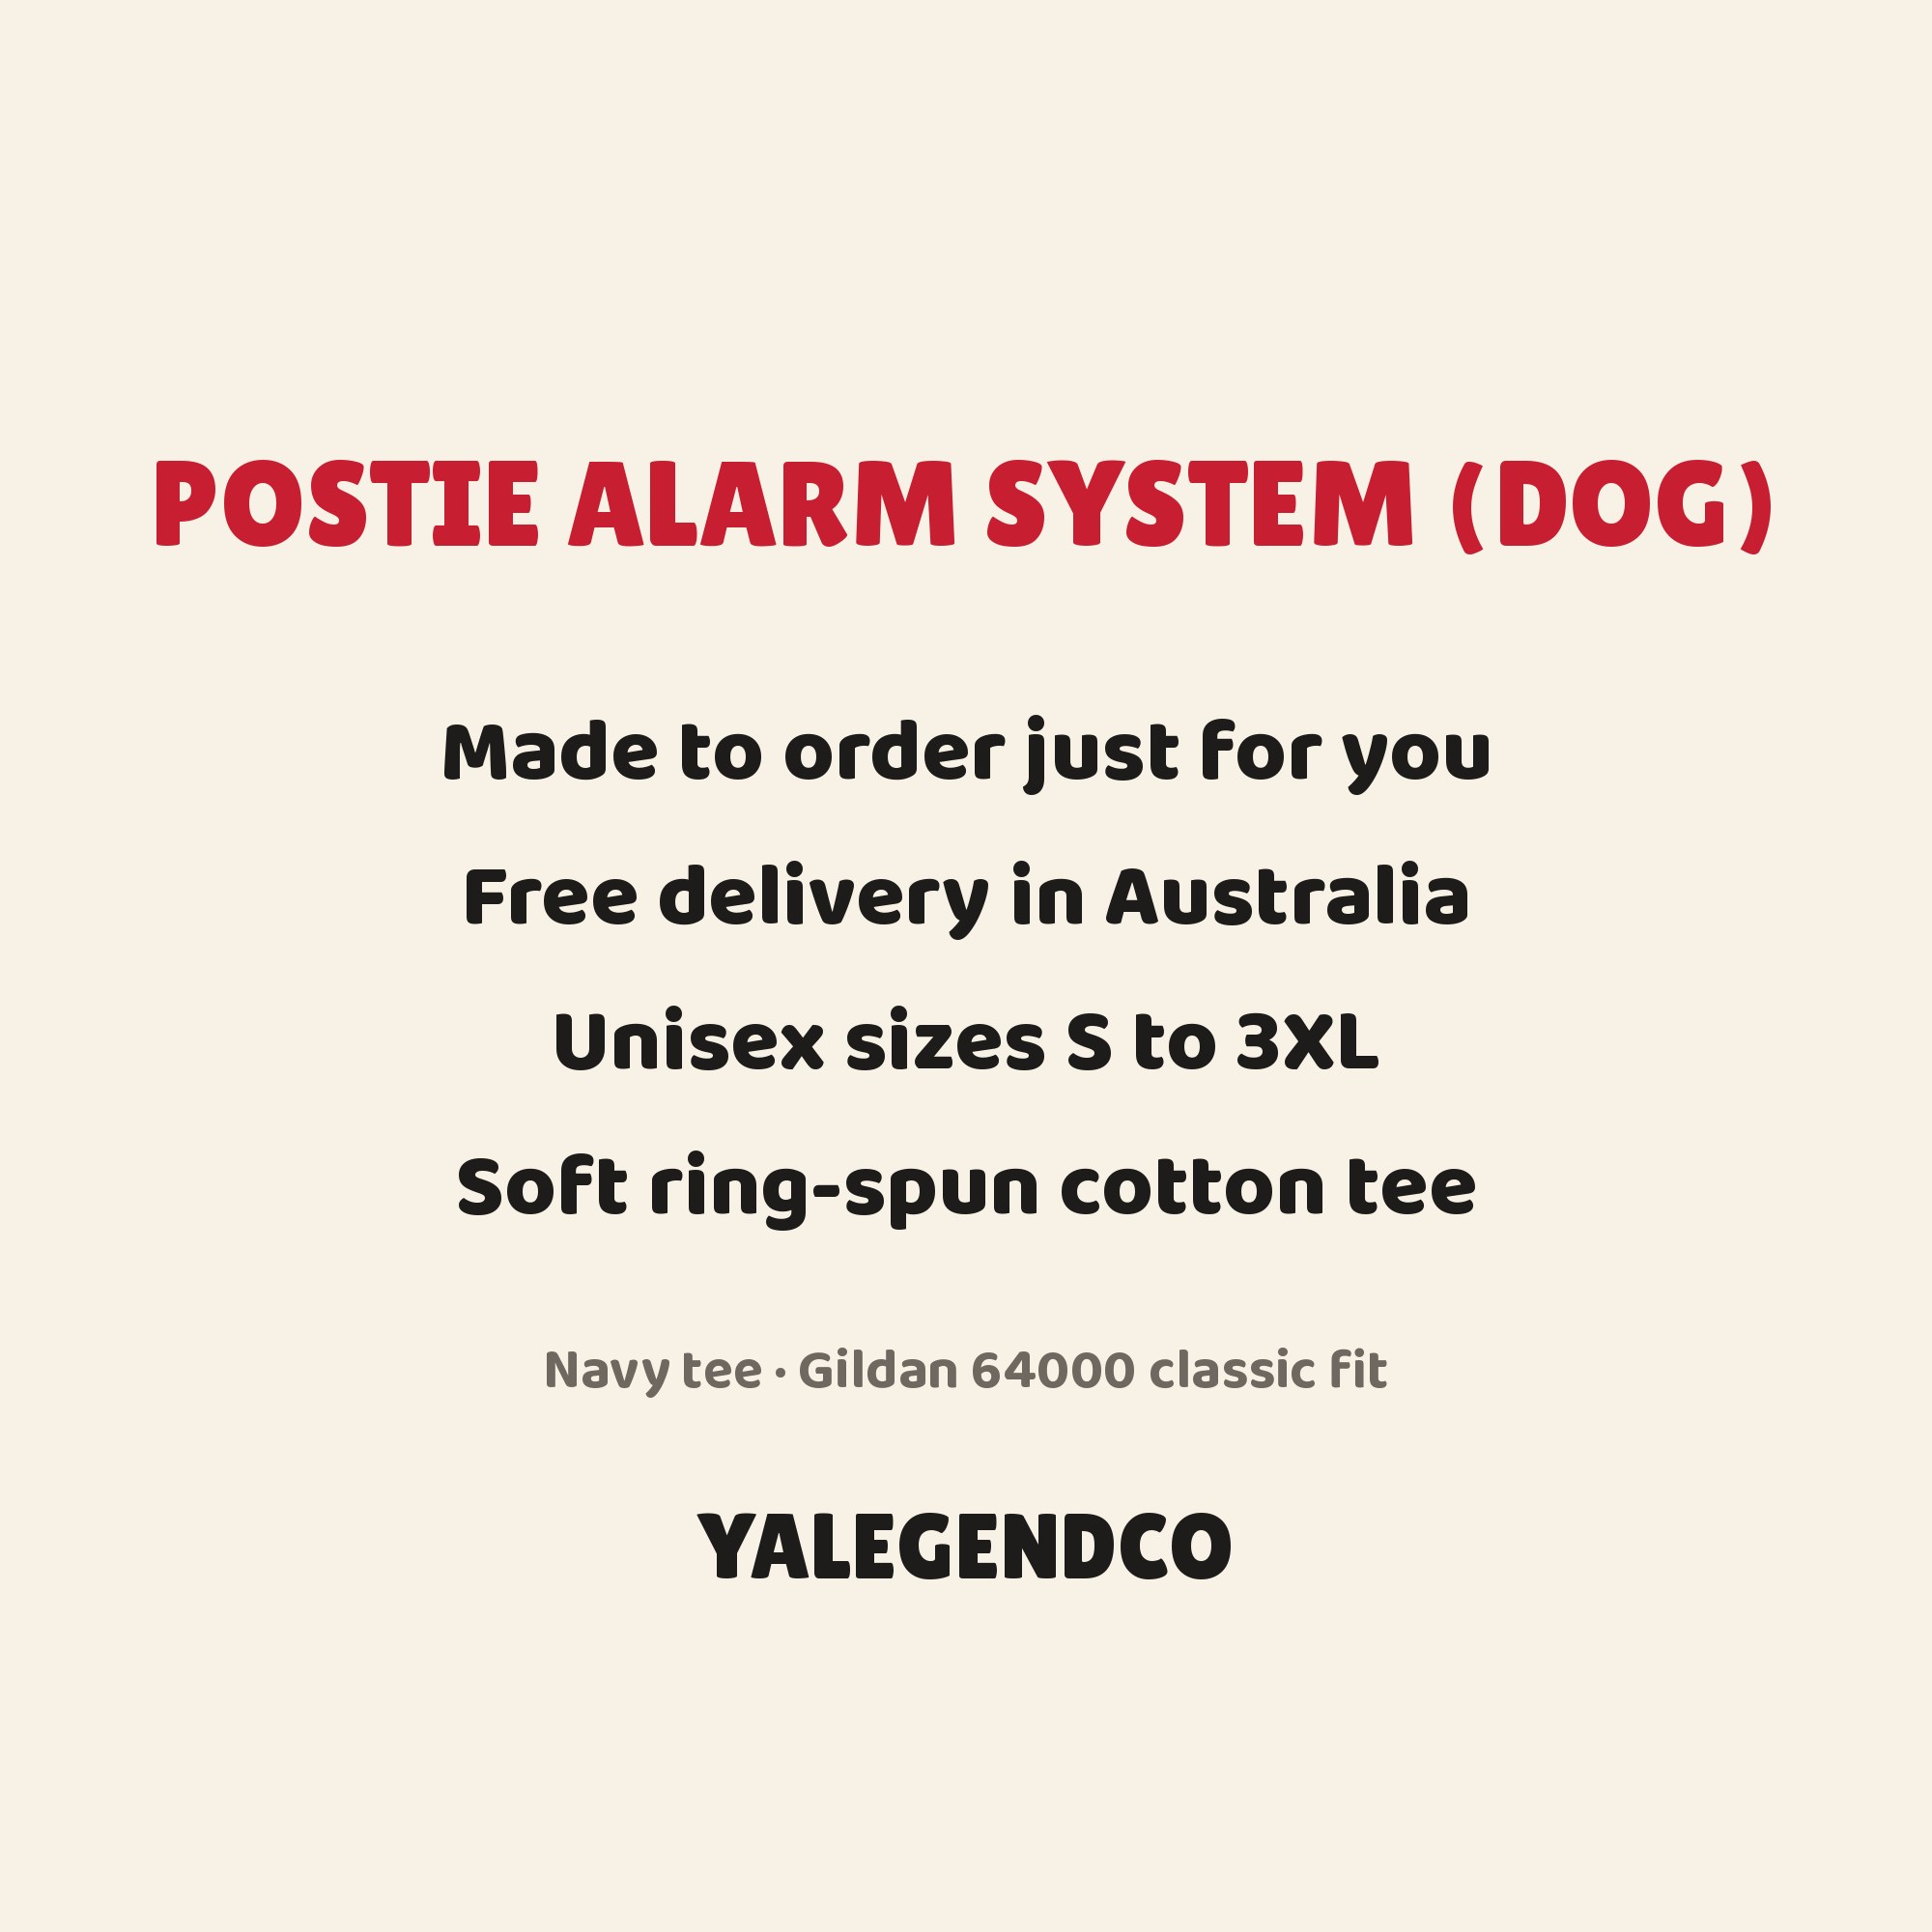 POSTIE ALARM SYSTEM (DOG)
Made to order just for you
Free delivery in Australia
Unisex sizes S to 3XL
Soft ring-spun cotton tee
Navy tee • Gildan 64000 classic fit
YALEGENDCO